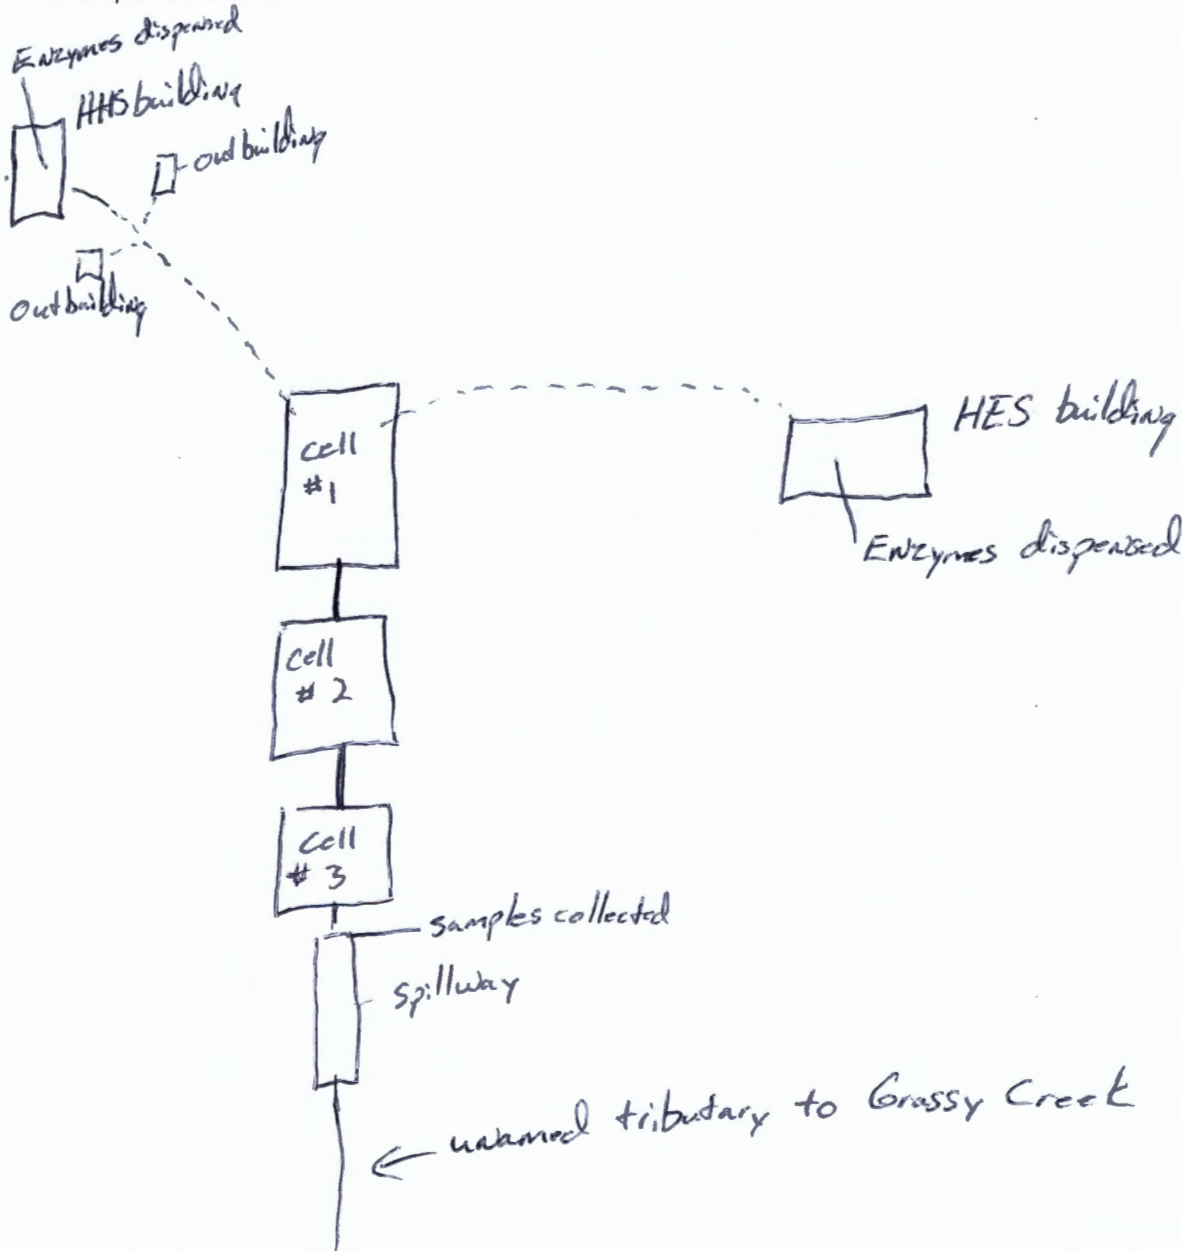 Enzymes dispensed
HHS building
outbuilding
outbuilding
Cell
#1
HES building
Enzymes dispensed
Cell
# 2
Cell
# 3
samples collected
spillway
unnamed tributary to Grassy Creek